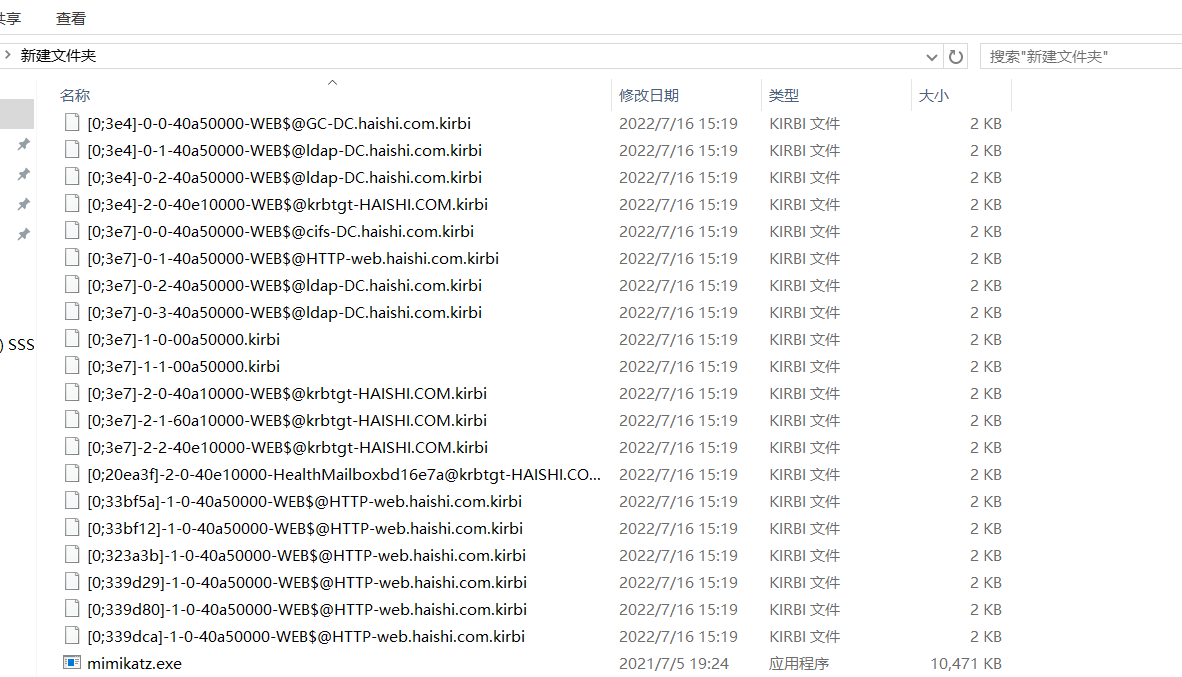 共享 查看
新建文件夹 搜索"新建文件夹"
名称 修改日期 类型 大小
[0;3e4]-0-0-40a50000-WEB$@GC-DC.haishi.com.kirbi 2022/7/16 15:19 KIRBI 文件 2 KB
[0;3e4]-0-1-40a50000-WEB$@ldap-DC.haishi.com.kirbi 2022/7/16 15:19 KIRBI 文件 2 KB
[0;3e4]-0-2-40a50000-WEB$@ldap-DC.haishi.com.kirbi 2022/7/16 15:19 KIRBI 文件 2 KB
[0;3e4]-2-0-40e10000-WEB$@krbtgt-HAISHI.COM.kirbi 2022/7/16 15:19 KIRBI 文件 2 KB
[0;3e7]-0-0-40a50000-WEB$@cifs-DC.haishi.com.kirbi 2022/7/16 15:19 KIRBI 文件 2 KB
[0;3e7]-0-1-40a50000-WEB$@HTTP-web.haishi.com.kirbi 2022/7/16 15:19 KIRBI 文件 2 KB
[0;3e7]-0-2-40a50000-WEB$@ldap-DC.haishi.com.kirbi 2022/7/16 15:19 KIRBI 文件 2 KB
[0;3e7]-0-3-40a50000-WEB$@ldap-DC.haishi.com.kirbi 2022/7/16 15:19 KIRBI 文件 2 KB
[0;3e7]-1-0-00a50000.kirbi 2022/7/16 15:19 KIRBI 文件 2 KB
) SSS
[0;3e7]-1-1-00a50000.kirbi 2022/7/16 15:19 KIRBI 文件 2 KB
[0;3e7]-2-0-40a10000-WEB$@krbtgt-HAISHI.COM.kirbi 2022/7/16 15:19 KIRBI 文件 2 KB
[0;3e7]-2-1-60a10000-WEB$@krbtgt-HAISHI.COM.kirbi 2022/7/16 15:19 KIRBI 文件 2 KB
[0;3e7]-2-2-40e10000-WEB$@krbtgt-HAISHI.COM.kirbi 2022/7/16 15:19 KIRBI 文件 2 KB
[0;20ea3f]-2-0-40e10000-HealthMailboxbd16e7a@krbtgt-HAISHI.CO... 2022/7/16 15:19 KIRBI 文件 2 KB
[0;33bf5a]-1-0-40a50000-WEB$@HTTP-web.haishi.com.kirbi 2022/7/16 15:19 KIRBI 文件 2 KB
[0;33bf12]-1-0-40a50000-WEB$@HTTP-web.haishi.com.kirbi 2022/7/16 15:19 KIRBI 文件 2 KB
[0;323a3b]-1-0-40a50000-WEB$@HTTP-web.haishi.com.kirbi 2022/7/16 15:19 KIRBI 文件 2 KB
[0;339d29]-1-0-40a50000-WEB$@HTTP-web.haishi.com.kirbi 2022/7/16 15:19 KIRBI 文件 2 KB
[0;339d80]-1-0-40a50000-WEB$@HTTP-web.haishi.com.kirbi 2022/7/16 15:19 KIRBI 文件 2 KB
[0;339dca]-1-0-40a50000-WEB$@HTTP-web.haishi.com.kirbi 2022/7/16 15:19 KIRBI 文件 2 KB
mimikatz.exe 2021/7/5 19:24 应用程序 10,471 KB